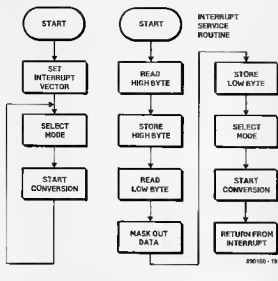 START
SET
INTERRUPT
VECTOR
SELECT
MODE
START
CONVERSION
START
READ
HIGH BYTE
STORE
HIGH BYTE
READ
LOW BYTE
MASK OUT
DATA
INTERRUPT
SERVICE
ROUTINE
STORE
LOW BYTE
SELECT
MODE
START
CONVERSION
RETURN FROM
INTERRUPT